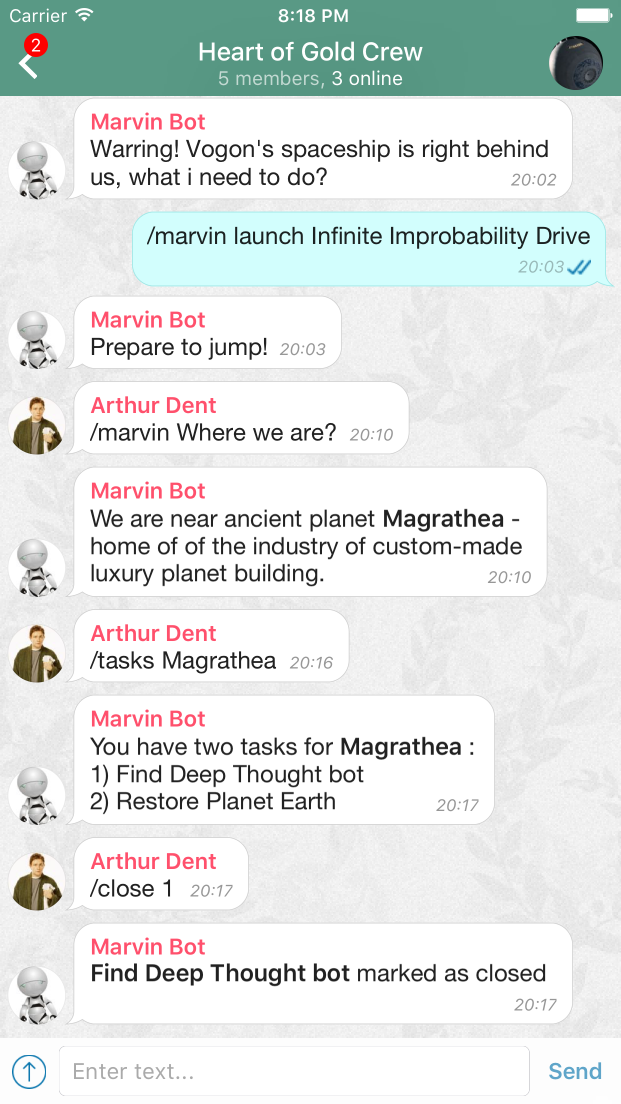 Carrier 8:18 PM
2
Heart of Gold Crew
5 members, 3 online
Marvin Bot
Warring! Vogon's spaceship is right behind
us, what i need to do? 20:02
/marvin launch Infinite Improbability Drive
20:03
Marvin Bot
Prepare to jump! 20:03
Arthur Dent
/marvin Where we are? 20:10
Marvin Bot
We are near ancient planet Magrathea -
home of of the industry of custom-made
luxury planet building. 20:10
Arthur Dent
/tasks Magrathea 20:16
Marvin Bot
You have two tasks for Magrathea :
1) Find Deep Thought bot
2) Restore Planet Earth 20:17
Arthur Dent
/close 1 20:17
Marvin Bot
Find Deep Thought bot marked as closed
20:17
Enter text... Send